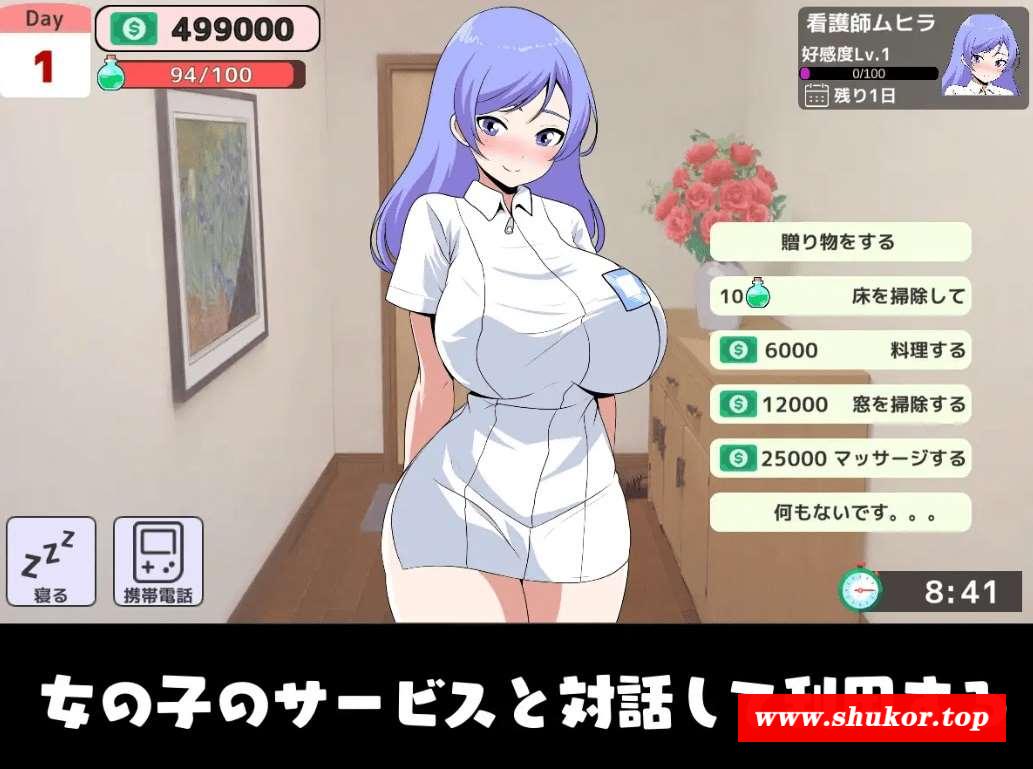 Day
1
499000
94/100
看護師ムヒラ
好感度Lv.1
0/100
残り1日
贈り物をする
10 床を掃除して
6000 料理する
12000 窓を掃除する
25000 マッサージする
何もないです。。。
zzz
寝る
携帯電話
8:41
女の子のサービスと対話し
www.shukor.top